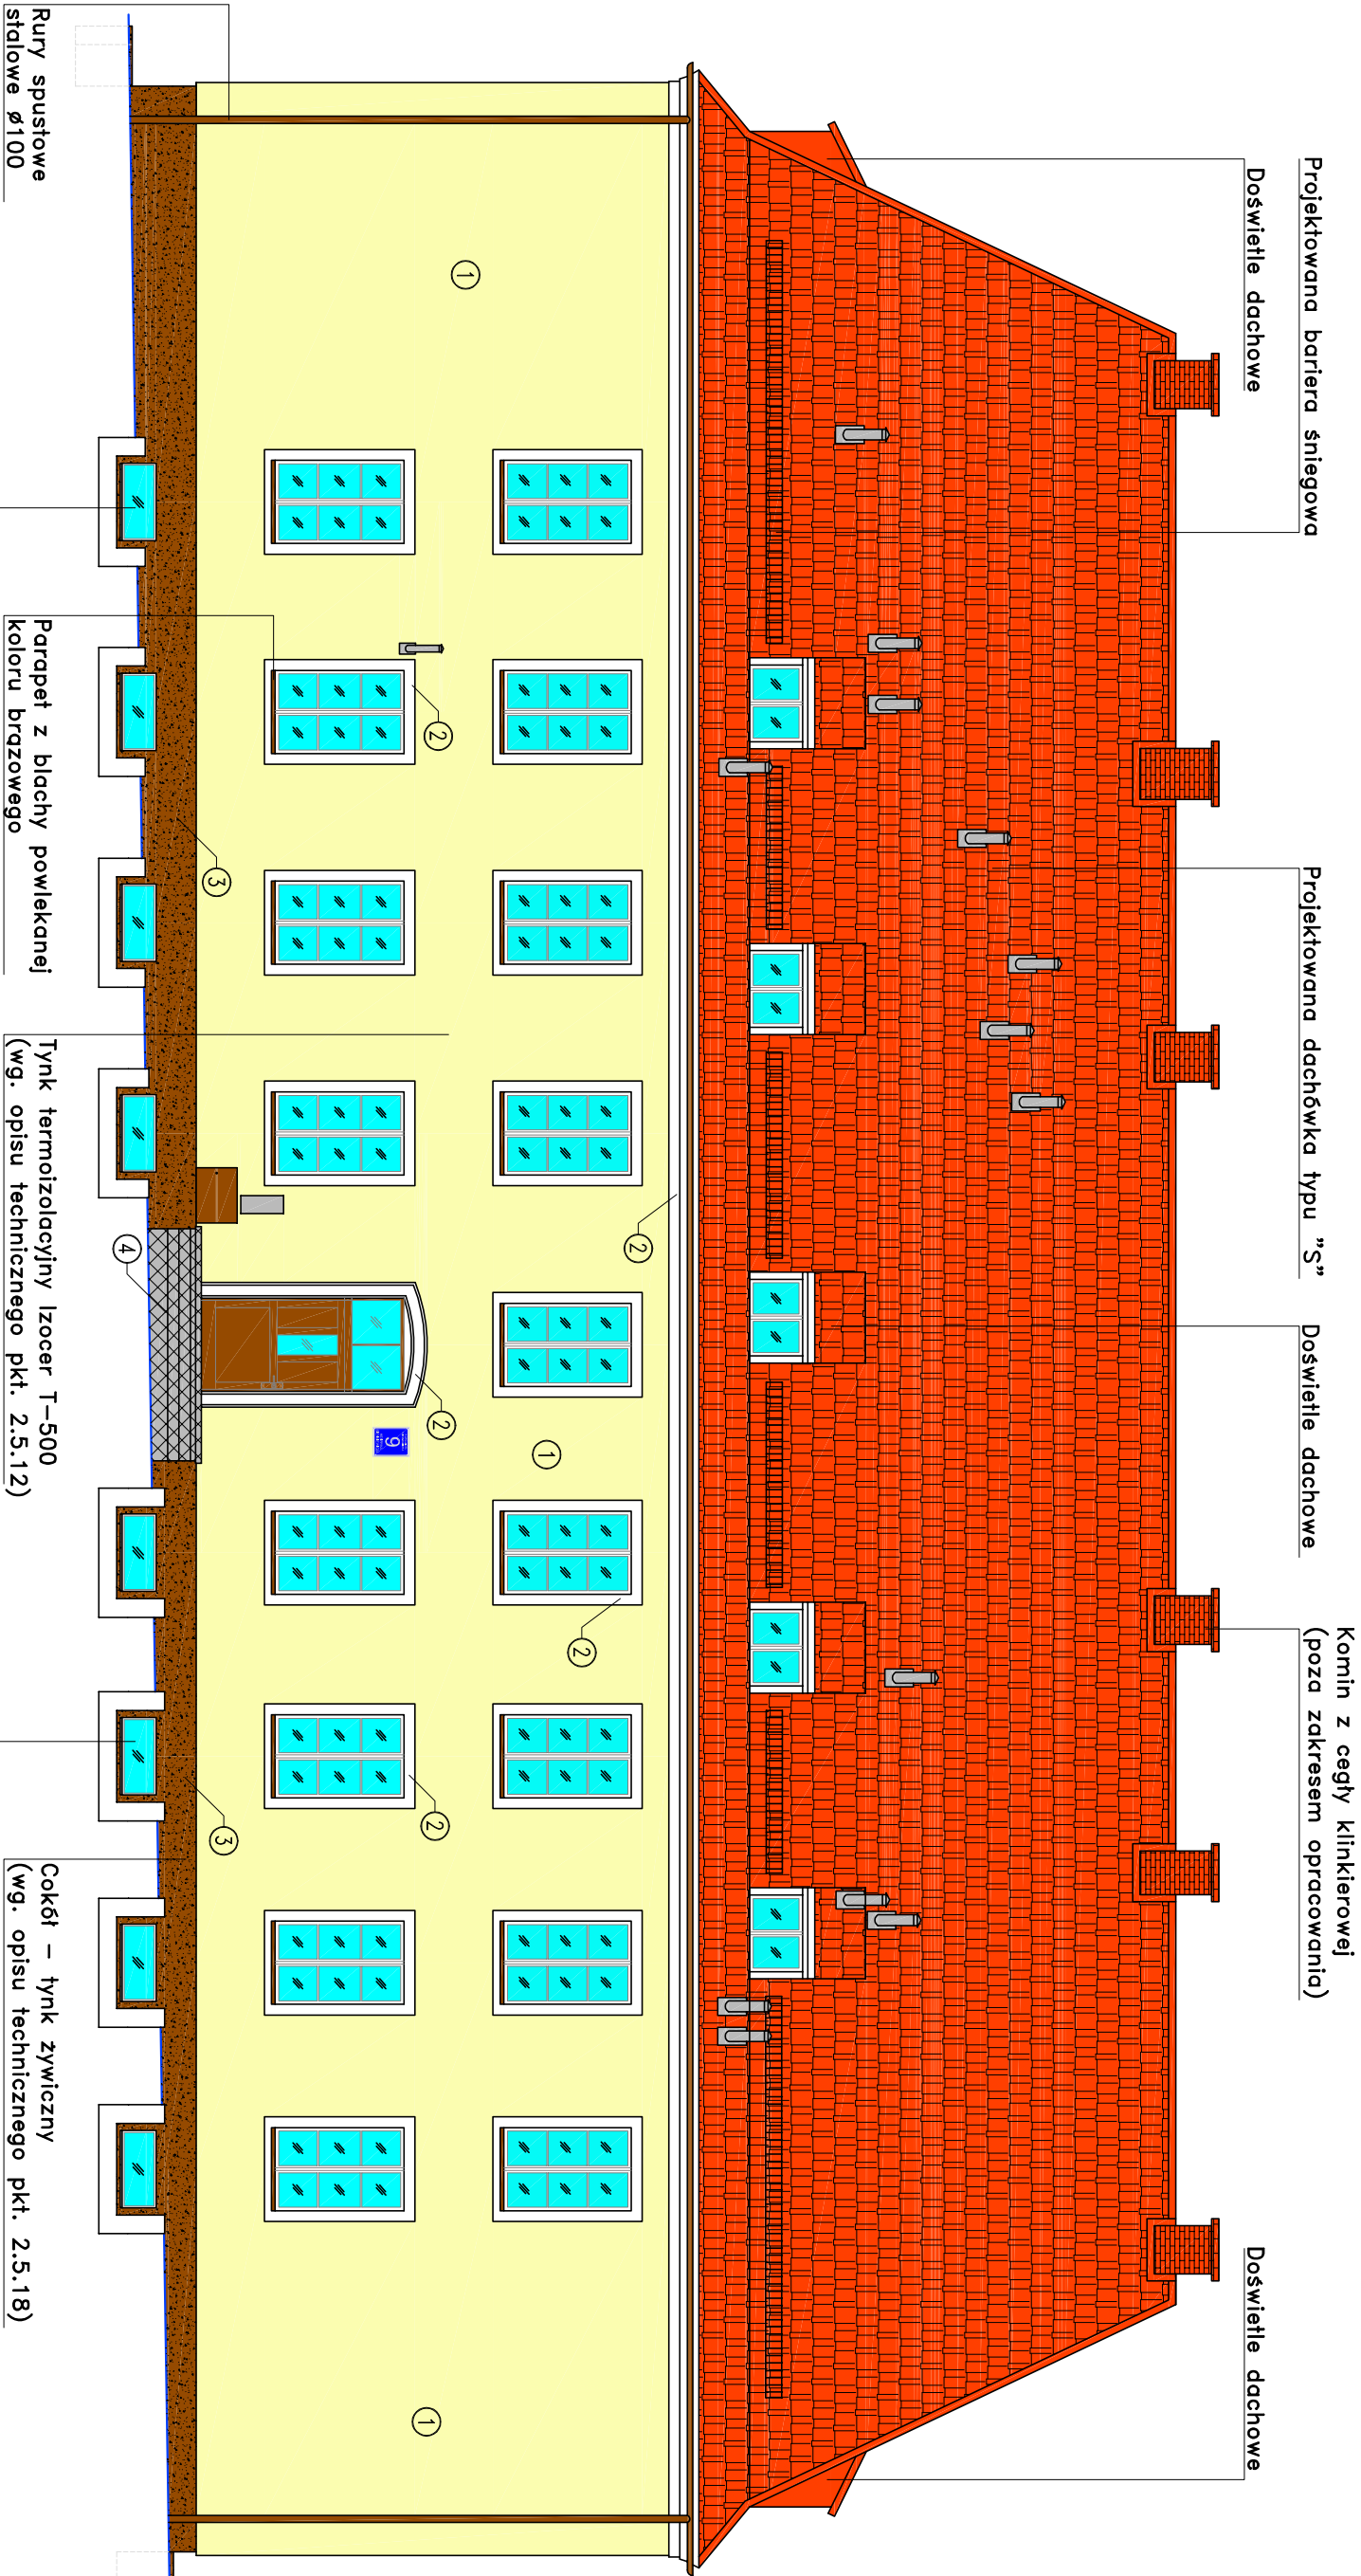 Projektowana bariera śniegowa
Doświetle dachowe
Projektowana dachówka typu "S"
Doświetle dachowe
Komin z cegły klinkierowej
(poza zakresem opracowania)
Doświetle dachowe
1
2
2
2
1
2
2
9
1
3
4
3
Rury spustowe
stalowe ø100
Parapet z blachy powlekanej
koloru brązowego
Tynk termoizolacyjny Izocer T-500
(wg. opisu technicznego pkt. 2.5.12)
Cokół - tynk żywiczny
(wg. opisu technicznego pkt. 2.5.18)